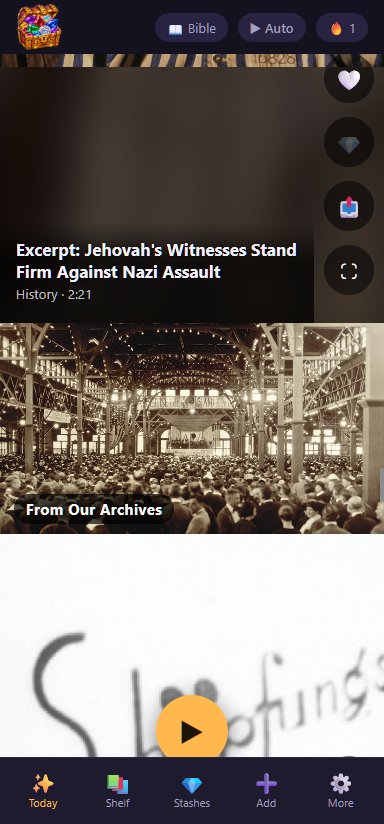 Bible
Auto
1
Excerpt: Jehovah's Witnesses Stand
Firm Against Nazi Assault
History · 2:21
From Our Archives
Today
Shelf
Stashes
Add
More